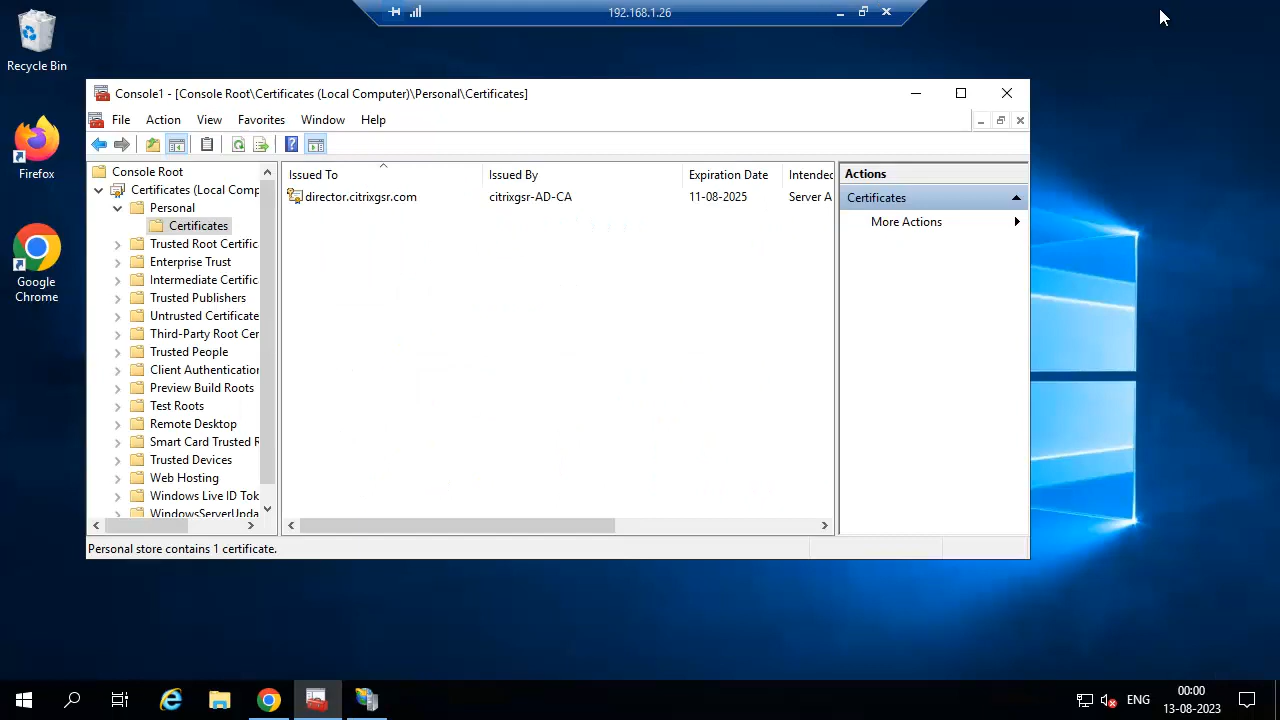 192.168.1.26
Recycle Bin
Firefox
Google
Chrome
Console1 - [Console Root\Certificates (Local Computer)\Personal\Certificates]
File Action View Favorites Window Help
Console Root
Certificates (Local Comp
Personal
Certificates
Trusted Root Certific
Enterprise Trust
Intermediate Certific
Trusted Publishers
Untrusted Certificate
Third-Party Root Cer
Trusted People
Client Authentication
Preview Build Roots
Test Roots
Remote Desktop
Smart Card Trusted R
Trusted Devices
Web Hosting
Windows Live ID Tok
WindowsServerUpda
Issued To Issued By Expiration Date Intended
director.citrixgsr.com citrixgsr-AD-CA 11-08-2025 Server A
Actions
Certificates
More Actions
Personal store contains 1 certificate.
ENG
00:00
13-08-2023